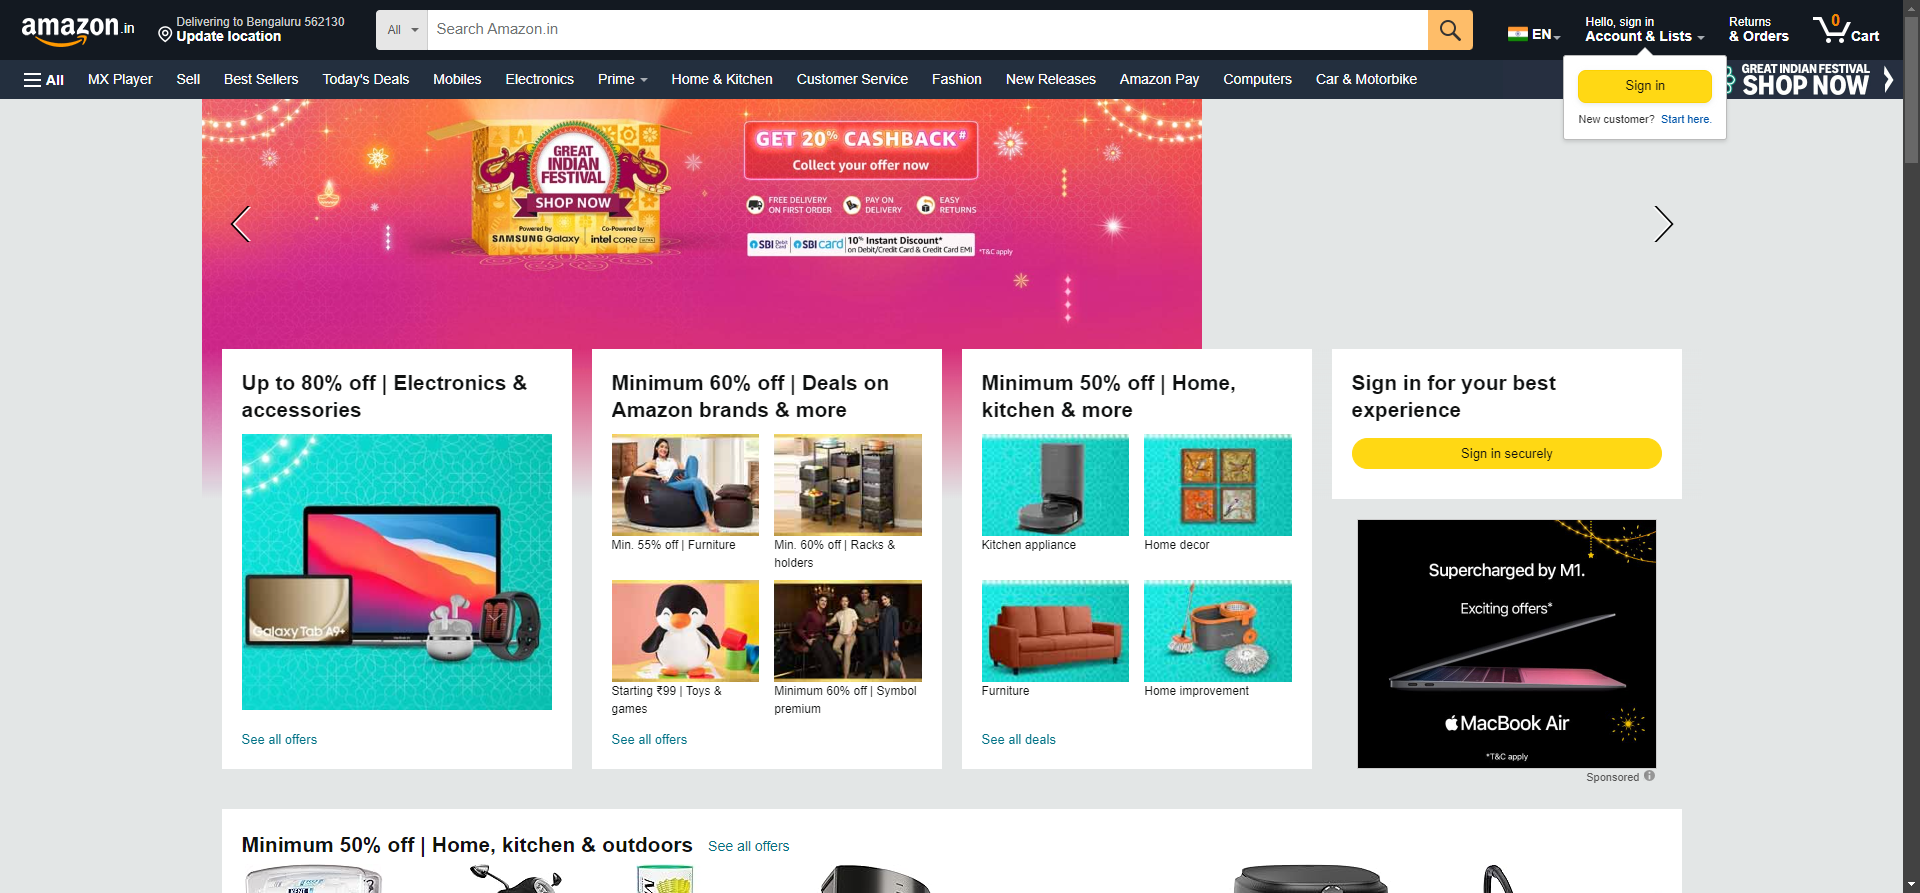 amazon.in
Delivering to Bengaluru 562130
Update location
All
Search Amazon.in
EN
Hello, sign in
Account & Lists
Returns
& Orders
0
Cart
All
MX Player
Sell
Best Sellers
Today's Deals
Mobiles
Electronics
Prime
Home & Kitchen
Customer Service
Fashion
New Releases
Amazon Pay
Computers
Car & Motorbike
GREAT INDIAN FESTIVAL
SHOP NOW
Sign in
New customer? Start here.
GREAT
INDIAN
FESTIVAL
SHOP NOW
Powered by
SAMSUNG Galaxy
Co-Powered by
intel CORE ULTRA
GET 20% CASHBACK#
Collect your offer now
FREE DELIVERY
ON FIRST ORDER
PAY ON
DELIVERY
EASY
RETURNS
SBI Debit Card
SBI card
10% Instant Discount*
on Debit/Credit Card & Credit Card EMI
*T&C apply
Up to 80% off | Electronics &
accessories
Galaxy Tab A9+
See all offers
Minimum 60% off | Deals on
Amazon brands & more
Min. 55% off | Furniture
Min. 60% off | Racks &
holders
Starting ₹99 | Toys &
games
Minimum 60% off | Symbol
premium
See all offers
Minimum 50% off | Home,
kitchen & more
Kitchen appliance
Home decor
Furniture
Home improvement
See all deals
Sign in for your best
experience
Sign in securely
Supercharged by M1.
Exciting offers*
MacBook Air
*T&C apply
Sponsored
Minimum 50% off | Home, kitchen & outdoors
See all offers
KENT